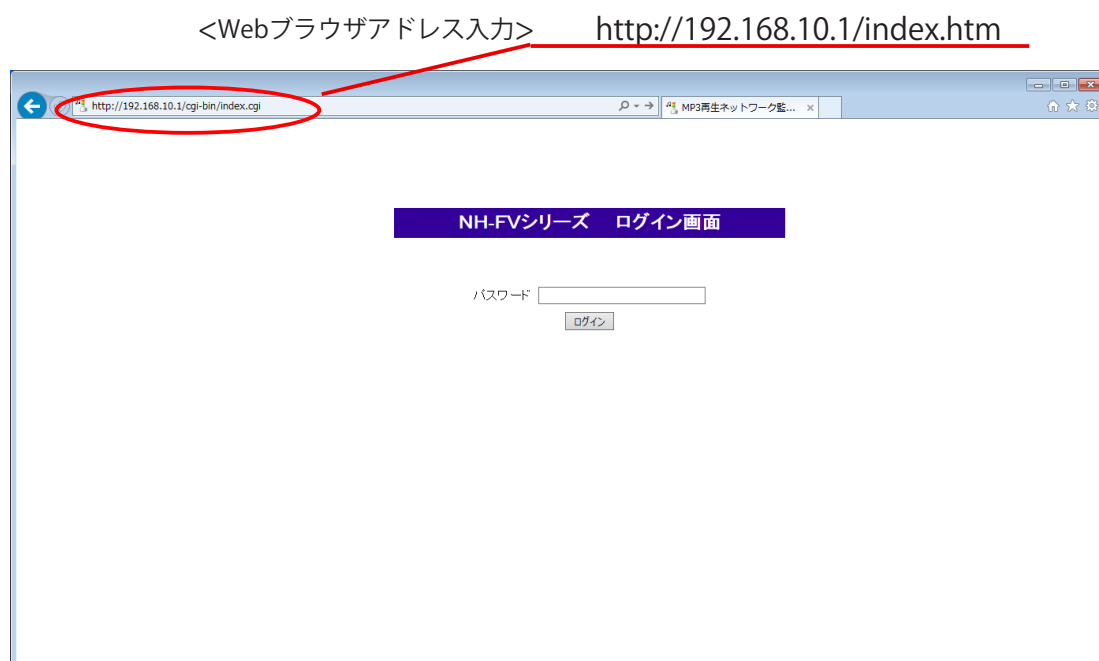 <Webブラウザアドレス入力> http://192.168.10.1/index.htm
http://192.168.10.1/cgi-bin/index.cgi
MP3再生ネットワーク監... ×
NH-FVシリーズ ログイン画面
パスワード
ログイン